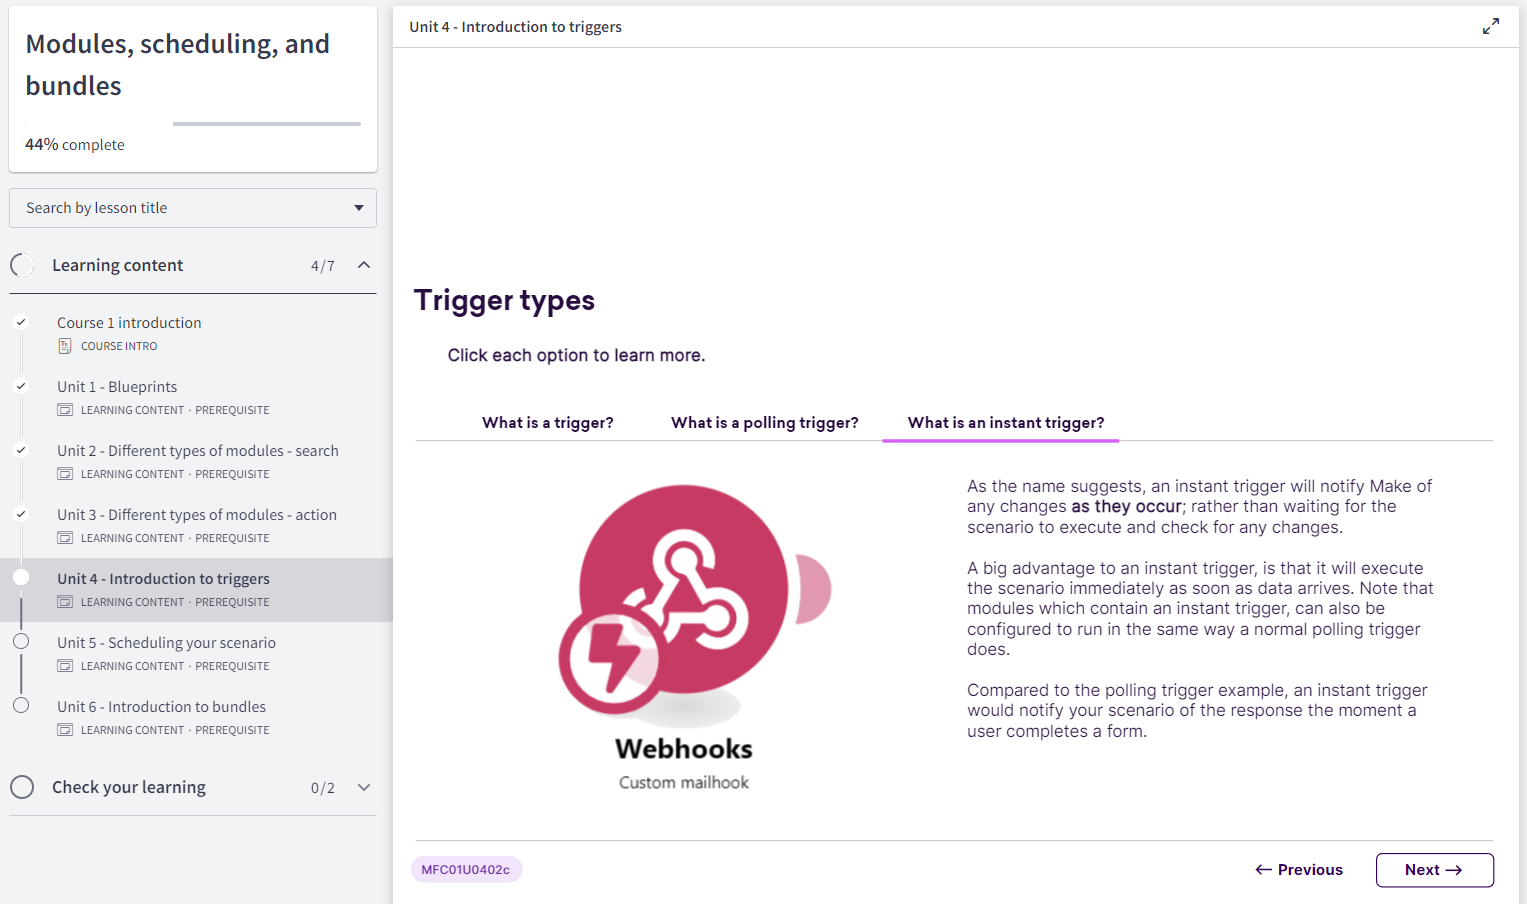 Modules, scheduling, and
bundles
44% complete
Search by lesson title
Learning content 4/7
Course 1 introduction
COURSE INTRO
Unit 1 - Blueprints
LEARNING CONTENT · PREREQUISITE
Unit 2 - Different types of modules - search
LEARNING CONTENT · PREREQUISITE
Unit 3 - Different types of modules - action
LEARNING CONTENT · PREREQUISITE
Unit 4 - Introduction to triggers
LEARNING CONTENT · PREREQUISITE
Unit 5 - Scheduling your scenario
LEARNING CONTENT · PREREQUISITE
Unit 6 - Introduction to bundles
LEARNING CONTENT · PREREQUISITE
Check your learning 0/2
Unit 4 - Introduction to triggers
Trigger types
Click each option to learn more.
What is a trigger? What is a polling trigger? What is an instant trigger?
Webhooks
Custom mailhook
As the name suggests, an instant trigger will notify Make of
any changes as they occur; rather than waiting for the
scenario to execute and check for any changes.
A big advantage to an instant trigger, is that it will execute
the scenario immediately as soon as data arrives. Note that
modules which contain an instant trigger, can also be
configured to run in the same way a normal polling trigger
does.
Compared to the polling trigger example, an instant trigger
would notify your scenario of the response the moment a
user completes a form.
MFC01U0402c
← Previous Next →